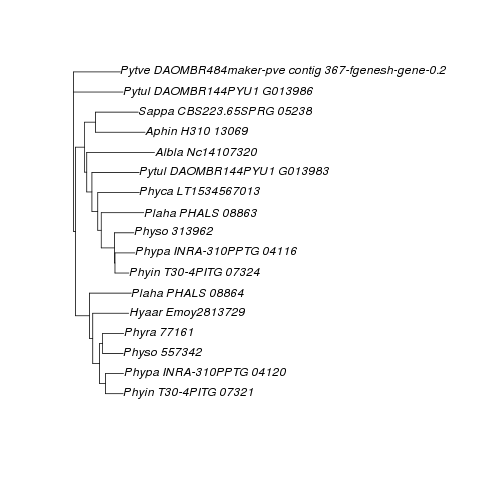 Pytve DAOMBR484maker-pve contig 367-fgenesh-gene-0.2
Pytul DAOMBR144PYU1 G013986
Sappa CBS223.65SPRG 05238
Aphin H310 13069
Albla Nc14107320
Pytul DAOMBR144PYU1 G013983
Phyca LT1534567013
Plaha PHALS 08863
Physo 313962
Phypa INRA-310PPTG 04116
Phyin T30-4PITG 07324
Plaha PHALS 08864
Hyaar Emoy2813729
Phyra 77161
Physo 557342
Phypa INRA-310PPTG 04120
Phyin T30-4PITG 07321